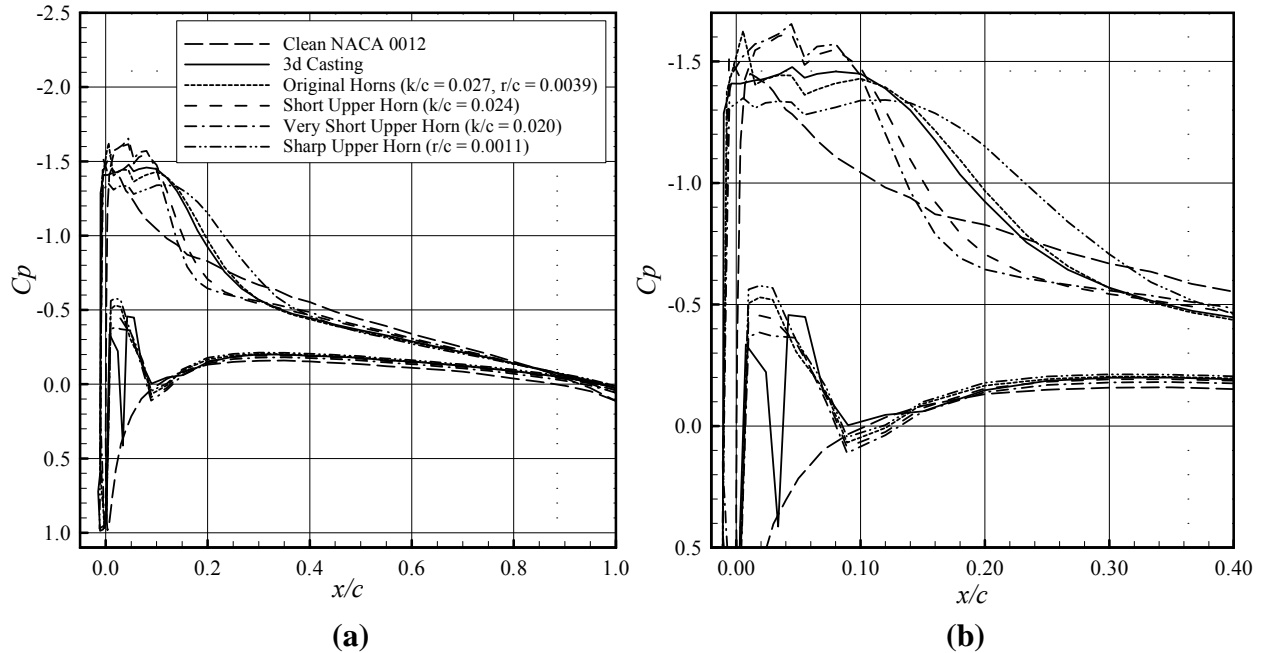 -2.5
-2.0
-1.5
-1.0
-0.5
0.0
0.5
1.0
Cp
0.0
0.2
0.4
0.6
0.8
1.0
x/c
Clean NACA 0012
3d Casting
Original Horns (k/c = 0.027, r/c = 0.0039)
Short Upper Horn (k/c = 0.024)
Very Short Upper Horn (k/c = 0.020)
Sharp Upper Horn (r/c = 0.0011)
(a)
-1.5
-1.0
-0.5
0.0
0.5
Cp
0.00
0.10
0.20
0.30
0.40
x/c
(b)